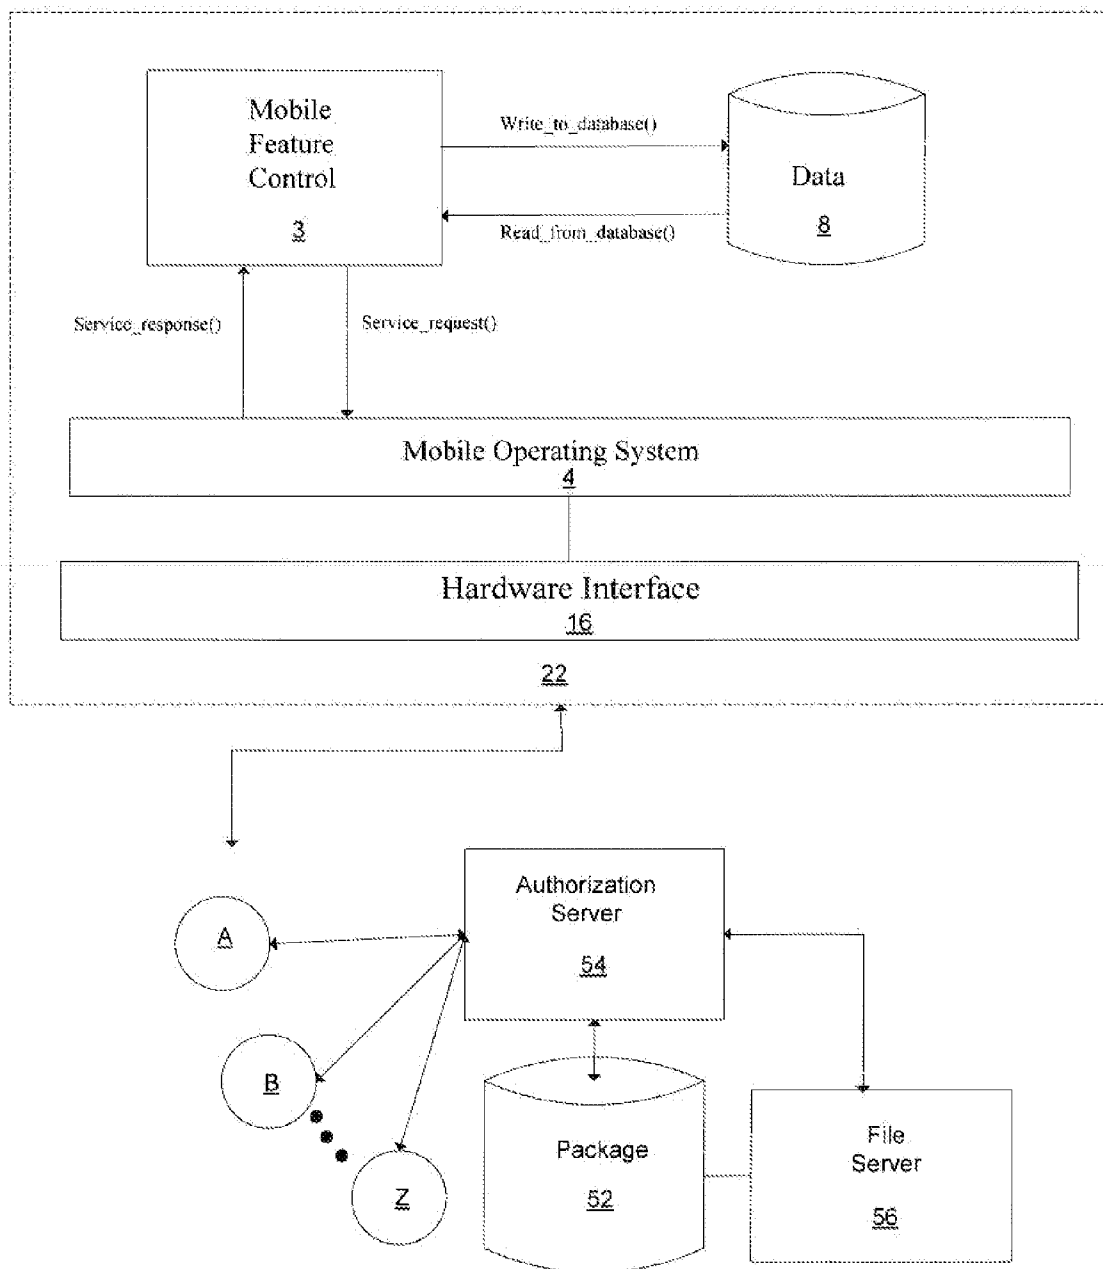 Mobile
Feature
Control
3
Write_to_database()
Data
8
Read_from_database()
Service_response()
Service_request()
Mobile Operating System
4
Hardware Interface
16
22
Authorization
Server
54
A
B
Z
Package
52
File
Server
56